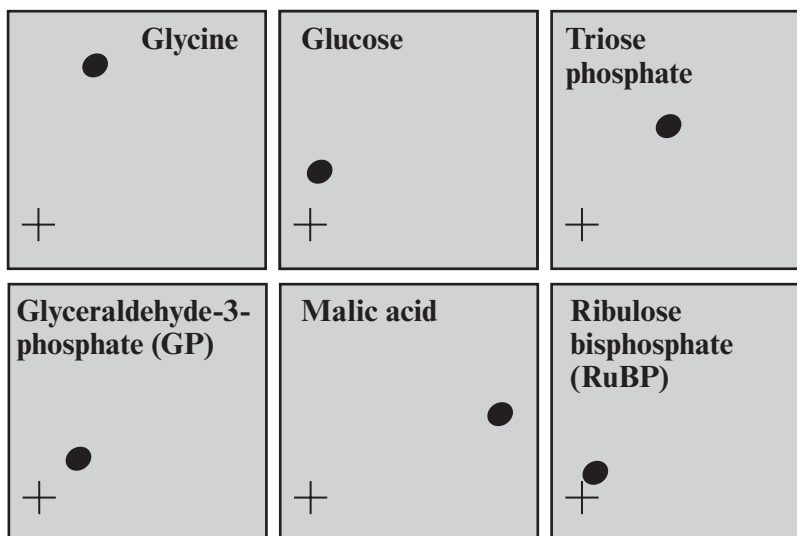 Glycine
Glucose
Triose
phosphate
Glyceraldehyde-3-
phosphate (GP)
Malic acid
Ribulose
bisphosphate
(RuBP)